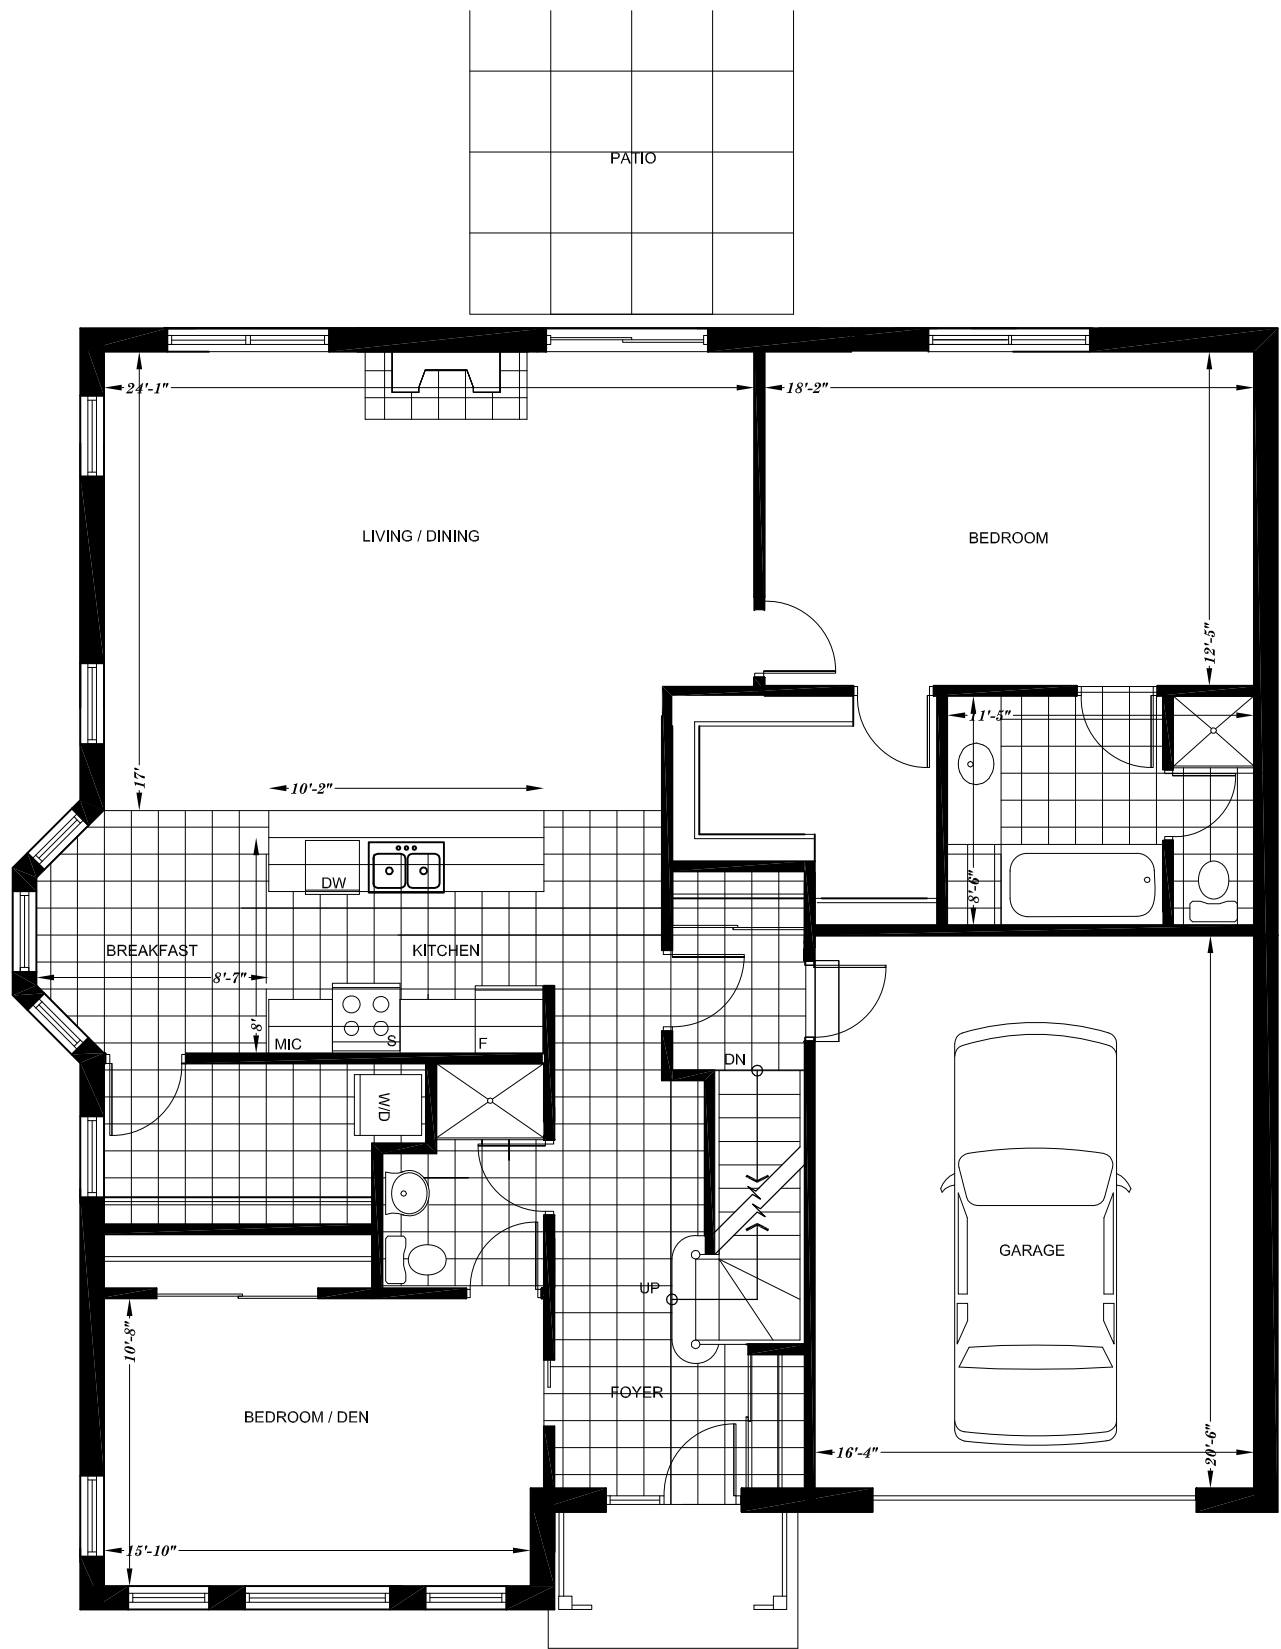 PATIO
24'-1"
18'-2"
LIVING / DINING
BEDROOM
12'-5"
11'-5"
17'
10'-2"
DW
8'-6"
BREAKFAST
KITCHEN
8'-7"
8'
MIC
S
F
DN
W/D
GARAGE
UP
10'-8"
FOYER
BEDROOM / DEN
16'-4"
20'-6"
15'-10"